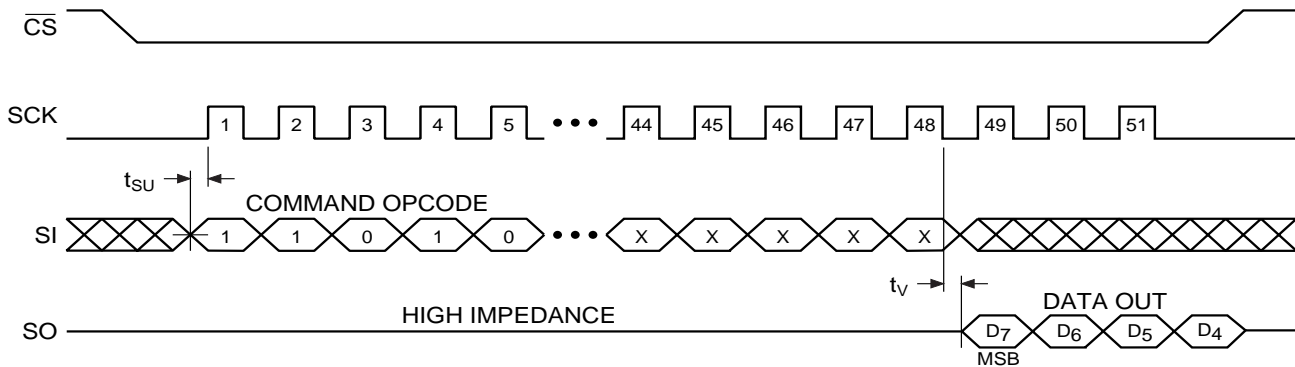 CS
SCK 1 2 3 4 5 ••• 44 45 46 47 48 49 50 51
tSU
COMMAND OPCODE
SI 1 1 0 1 0 ••• X X X X X
tV
HIGH IMPEDANCE
DATA OUT
SO D7 D6 D5 D4
MSB